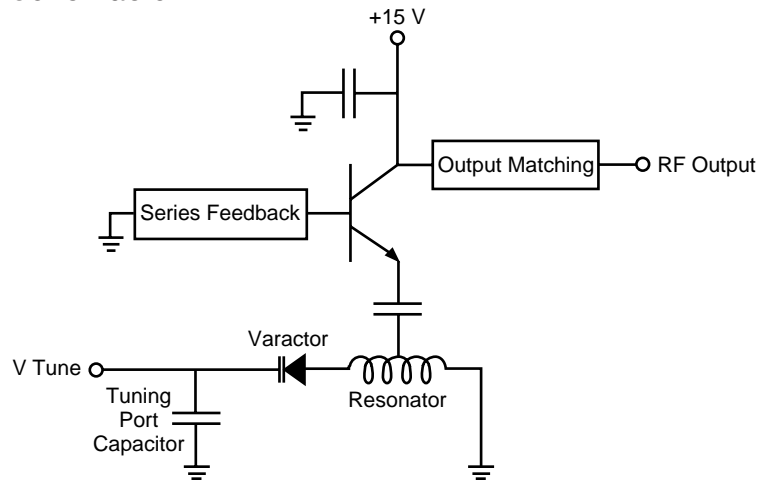 +15 V
Output Matching
RF Output
Series Feedback
Varactor
V Tune
Tuning
Port
Capacitor
Resonator